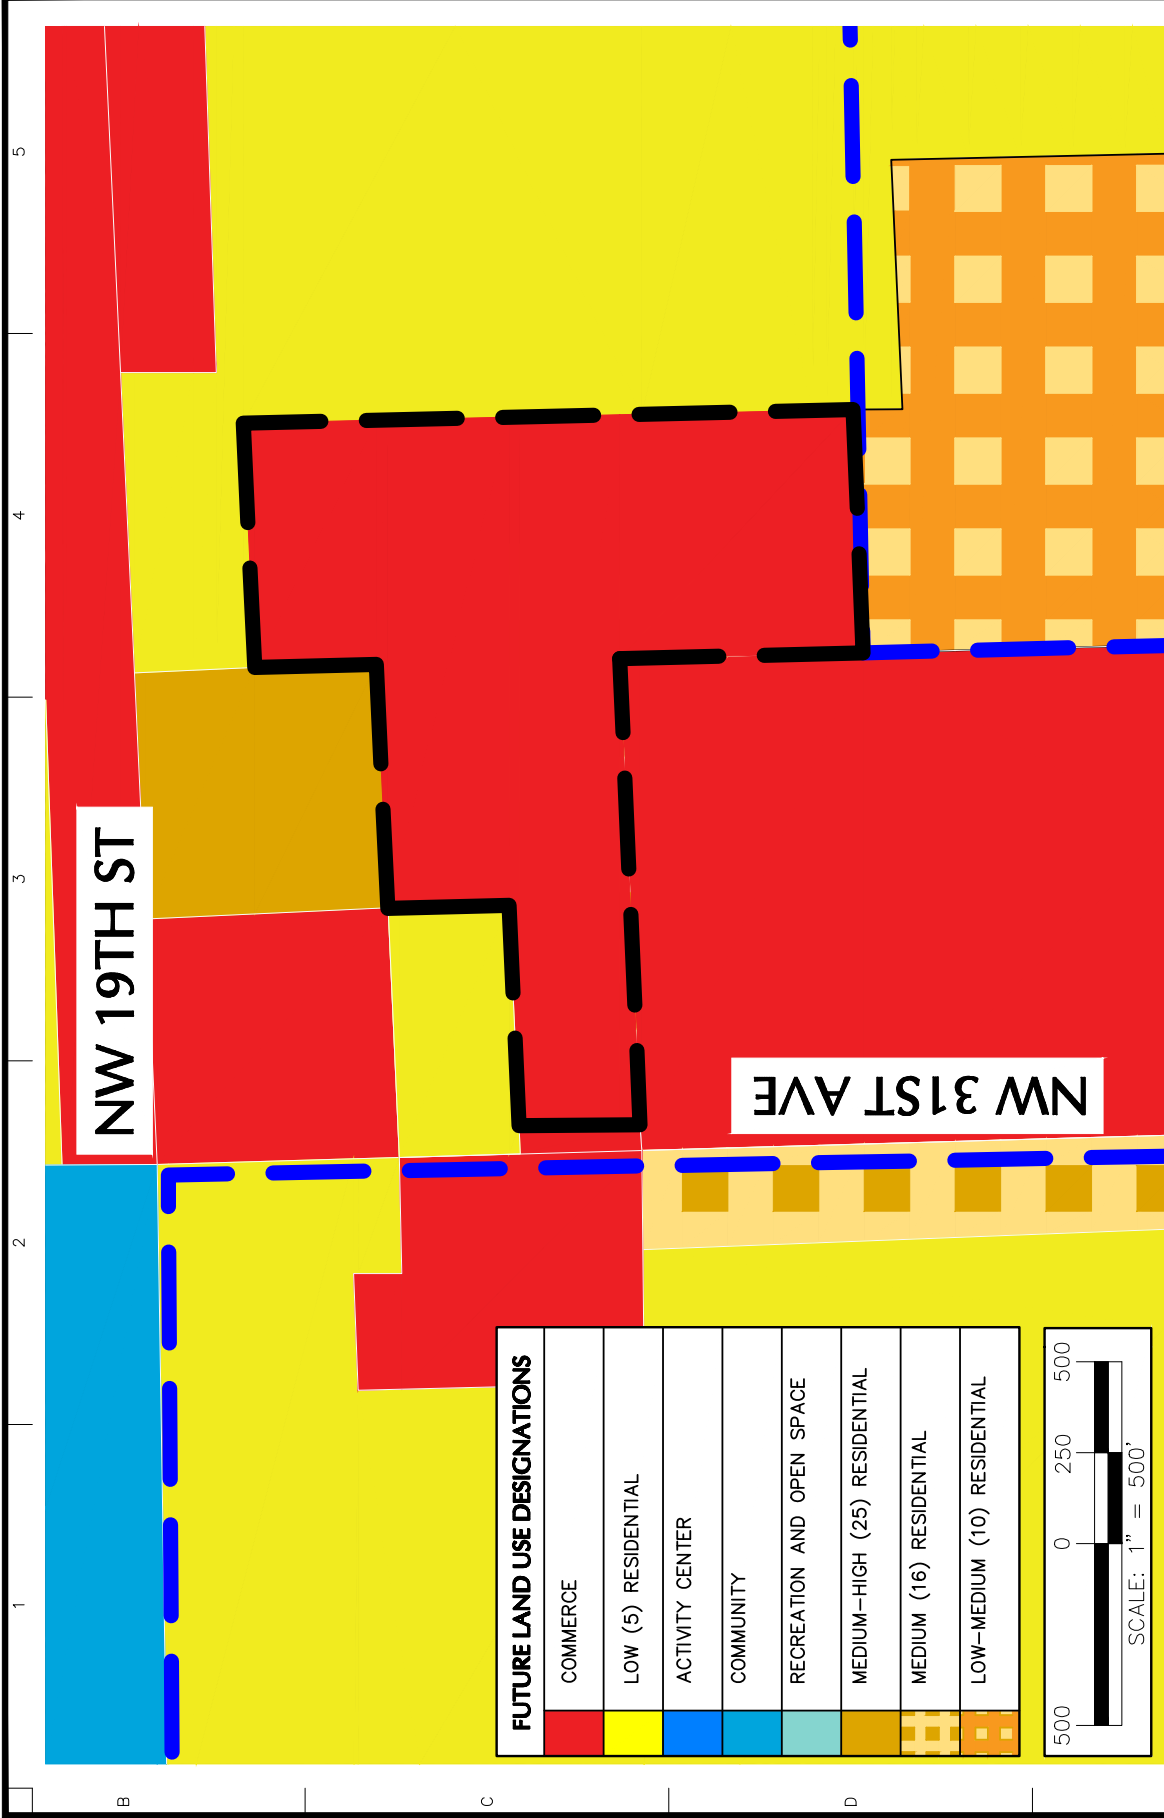 NW 19TH ST
NW 31ST AVE
FUTURE LAND USE DESIGNATIONS
COMMERCE
LOW (5) RESIDENTIAL
ACTIVITY CENTER
COMMUNITY
RECREATION AND OPEN SPACE
MEDIUM-HIGH (25) RESIDENTIAL
MEDIUM (16) RESIDENTIAL
LOW-MEDIUM (10) RESIDENTIAL
500 0 250 500
SCALE: 1" = 500'
1 2 3 4 5
B
C
D